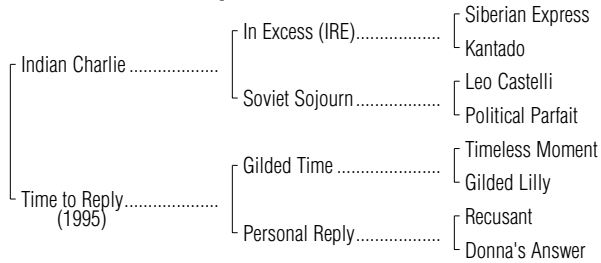 Siberian Express
In Excess (IRE)..................
Kantado
Indian Charlie ...................
Leo Castelli
Soviet Sojourn..................
Political Parfait
Timeless Moment
Gilded Time ......................
Gilded Lilly
Time to Reply....................
(1995)
Recusant
Personal Reply..................
Donna's Answer